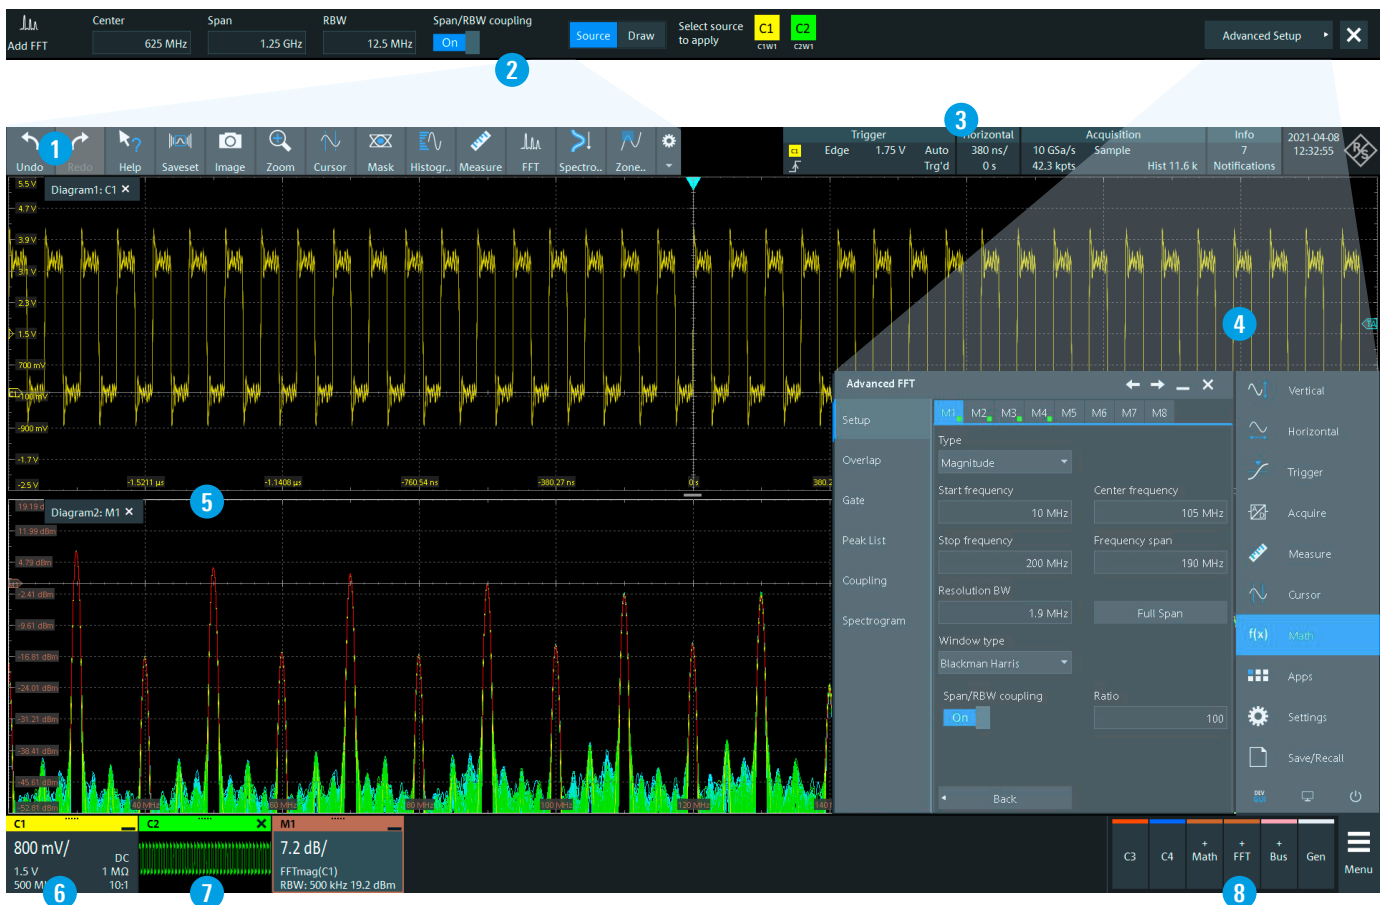 Add FFT
Center
625 MHz
Span
1.25 GHz
RBW
12.5 MHz
Span/RBW coupling
On
Source Draw
Select source
to apply
C1
C1W1
C2
C2W1
Advanced Setup
2
Undo
1
Redo
Help
Saveset
Image
Zoom
Cursor
Mask
Histogr..
Measure
FFT
Spectro..
Zone..
3
Trigger
C1
Edge 1.75 V Auto
Trg'd
Horizontal
380 ns/
0 s
Acquisition
10 GSa/s Sample
42.3 kpts Hist 11.6 k
Info
7
Notifications
2021-04-08
12:32:55
R&S
5.5 V
Diagram1: C1
4.7 V
3.9 V
3.1 V
2.3 V
1.5 V
TA
700 mV
C1
-100 mV
-900 mV
-1.7 V
-2.5 V
-1.5211 µs
-1.1408 µs
-760.54 ns
-380.27 ns
0 s
380.2
4
5
Diagram2: M1
11.99 dBm
4.79 dBm
-2.41 dBm
-9.61 dBm
-16.81 dBm
-24.01 dBm
-31.21 dBm
-38.41 dBm
-45.61 dBm
-52.81 dBm
40 MHz
60 MHz
80 MHz
100 MHz
120 MHz
140
Advanced FFT
Setup
Overlap
Gate
Peak List
Coupling
Spectrogram
M1 M2 M3 M4 M5 M6 M7 M8
Type
Magnitude
Start frequency
10 MHz
Center frequency
105 MHz
Stop frequency
200 MHz
Frequency span
190 MHz
Resolution BW
1.9 MHz
Full Span
Window type
Blackman Harris
Span/RBW coupling
On
Ratio
100
Back
Vertical
Horizontal
Trigger
Acquire
Measure
Cursor
f(x) Math
Apps
Settings
Save/Recall
C1
800 mV/
DC
1.5 V 1 MΩ
500 M 10:1
6
C2
7
M1
7.2 dB/
FFTmag(C1)
RBW: 500 kHz 19.2 dBm
C3
C4
+
Math
+
FFT
+
Bus
Gen
Menu
8